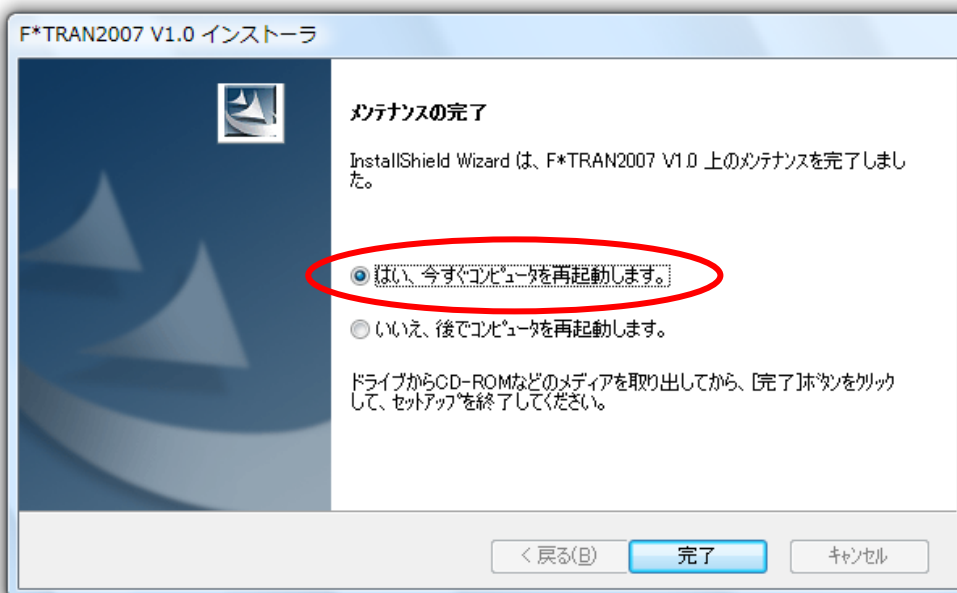 F*TRAN2007 V1.0 インストーラ
ﾒﾝﾃﾅﾝｽの完了
InstallShield Wizard は、F*TRAN2007 V1.0 上のﾒﾝﾃﾅﾝｽを完了しまし
た。
はい、今すぐｺﾝﾋﾟｭｰﾀを再起動します。
いいえ、後でｺﾝﾋﾟｭｰﾀを再起動します。
ドライブからCD-ROMなどのメディアを取り出してから、[完了]ﾎﾞﾀﾝをｸﾘｯｸ
して、ｾｯﾄｱｯﾌﾟを終了してください。
< 戻る(B)
完了
ｷｬﾝｾﾙ